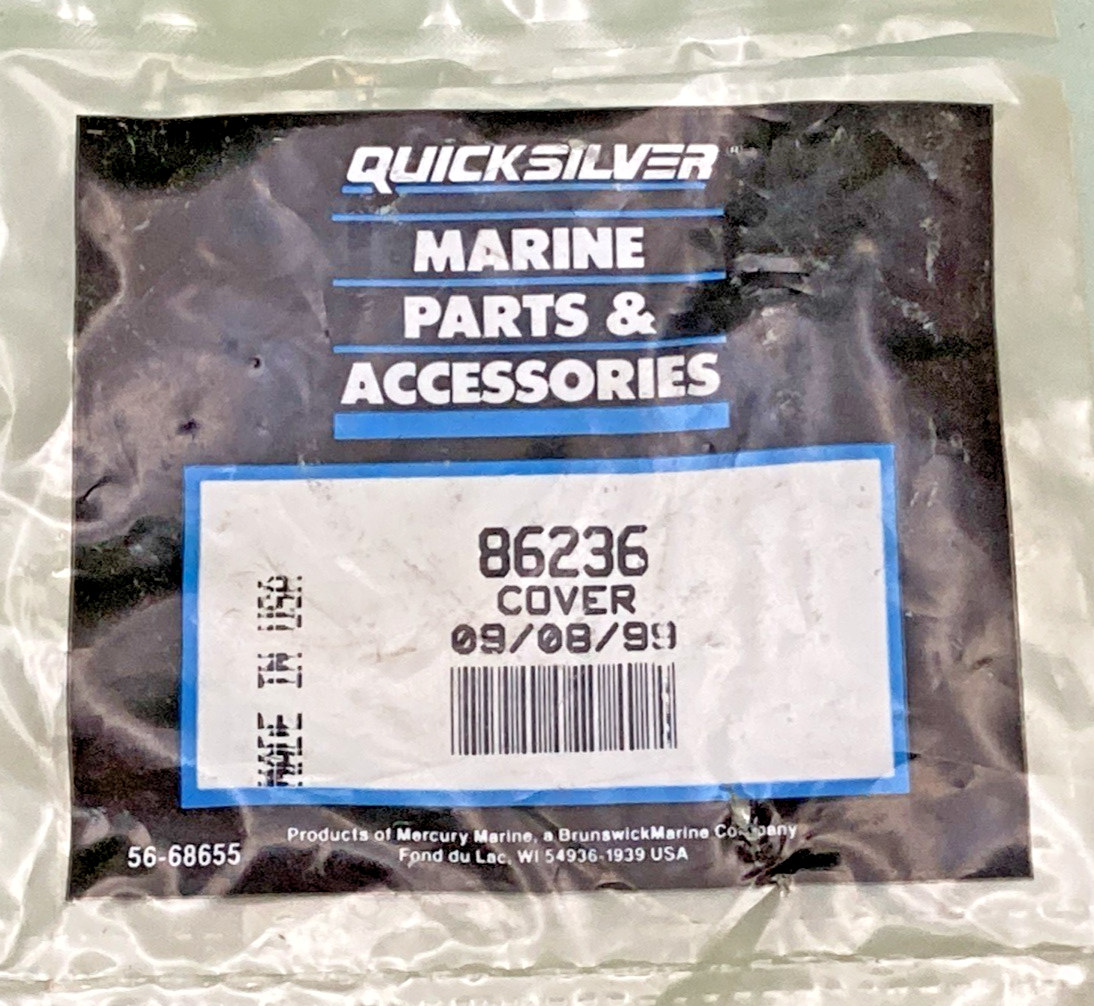 QUICKSILVER
MARINE
PARTS &
ACCESSORIES
86236
COVER
09/08/99
MADE IN USA
Products of Mercury Marine, a BrunswickMarine Company
Fond du Lac, WI 54936-1939 USA
56-68655